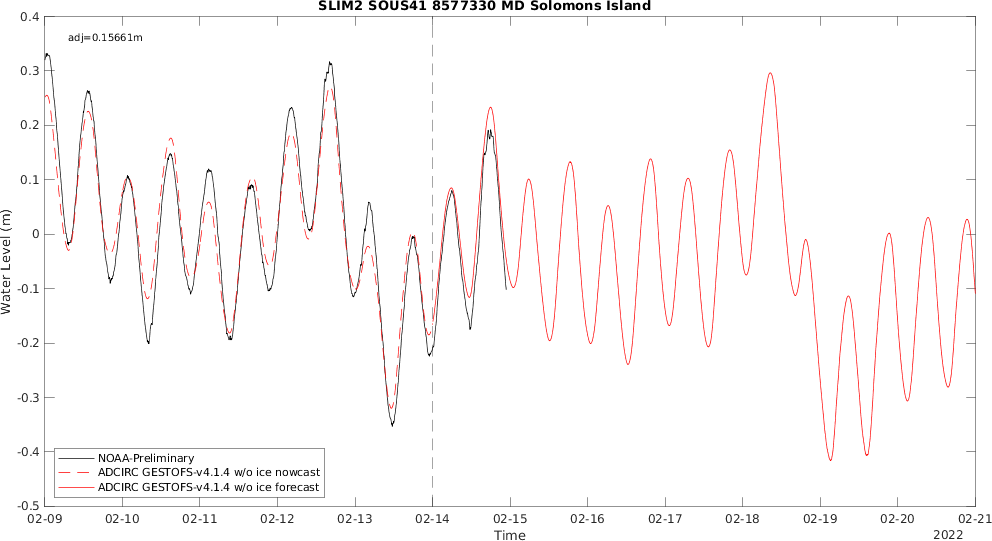 SLIM2 SOUS41 8577330 MD Solomons Island
adj=0.15661m
0.4
0.3
0.2
0.1
0
-0.1
-0.2
-0.3
-0.4
-0.5
Water Level (m)
NOAA-Preliminary
ADCIRC GESTOFS-v4.1.4 w/o ice nowcast
ADCIRC GESTOFS-v4.1.4 w/o ice forecast
02-09 02-10 02-11 02-12 02-13 02-14 02-15 02-16 02-17 02-18 02-19 02-20 02-21
Time
2022